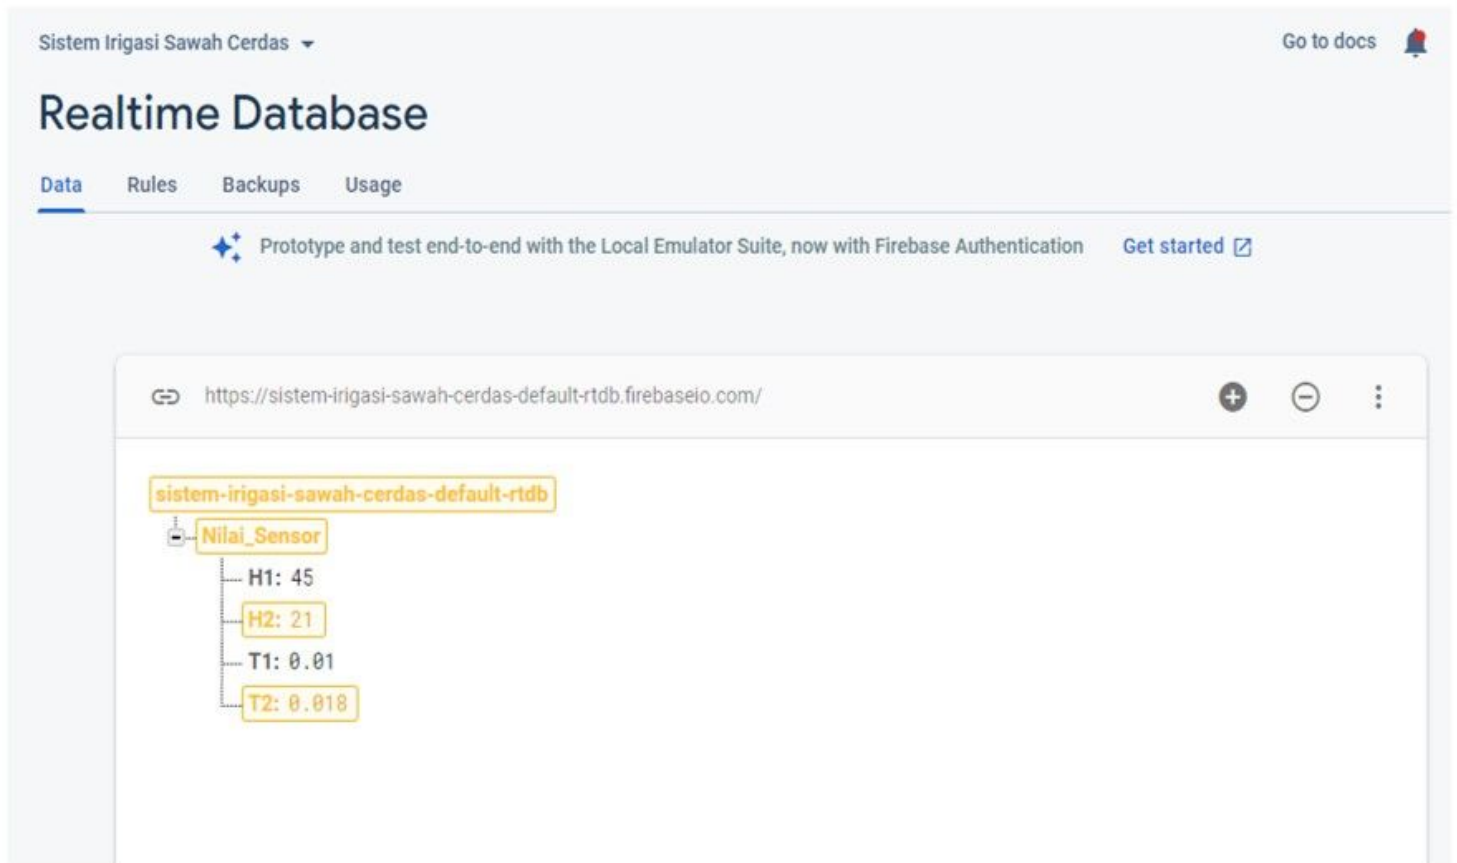 Sistem Irigasi Sawah Cerdas Go to docs
Realtime Database
Data Rules Backups Usage
Prototype and test end-to-end with the Local Emulator Suite, now with Firebase Authentication Get started
https://sistem-irigasi-sawah-cerdas-default-rtdb.firebaseio.com/
sistem-irigasi-sawah-cerdas-default-rtdb
Nilai_Sensor
H1: 45
H2: 21
T1: 0.01
T2: 0.018